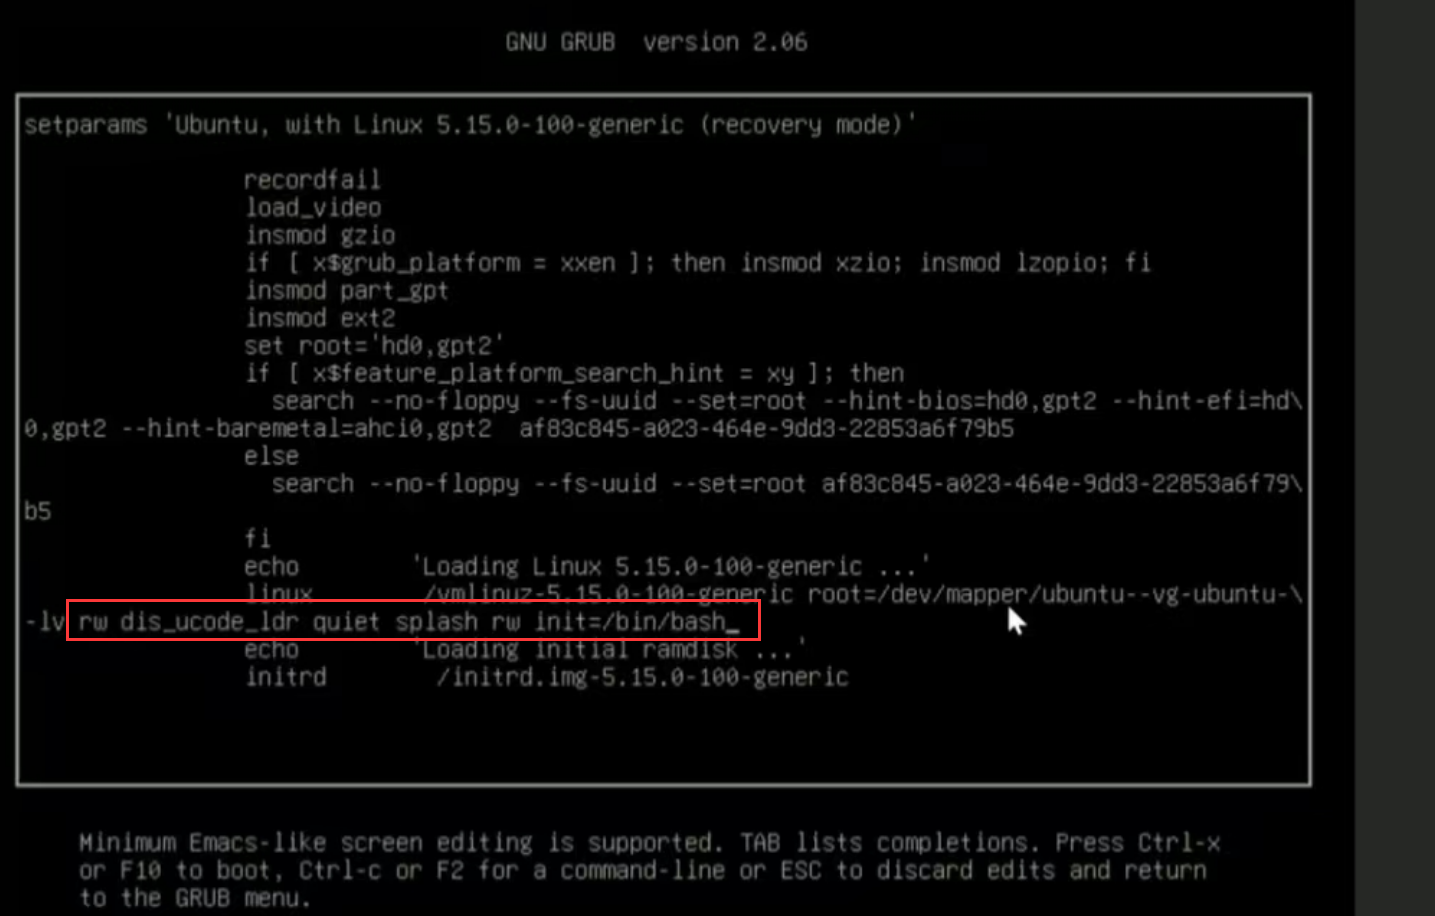 GNU GRUB  version 2.06
setparams 'Ubuntu, with Linux 5.15.0-100-generic (recovery mode)'
recordfail
load_video
insmod gzio
if [ x$grub_platform = xxen ]; then insmod xzio; insmod lzopio; fi
insmod part_gpt
insmod ext2
set root='hd0,gpt2'
if [ x$feature_platform_search_hint = xy ]; then
search --no-floppy --fs-uuid --set=root --hint-bios=hd0,gpt2 --hint-efi=hd\
0,gpt2 --hint-baremetal=ahci0,gpt2  af83c845-a023-464e-9dd3-22853a6f79b5
else
search --no-floppy --fs-uuid --set=root af83c845-a023-464e-9dd3-22853a6f79\
b5
fi
echo 'Loading Linux 5.15.0-100-generic ...'
linux /vmlinuz-5.15.0-100-generic root=/dev/mapper/ubuntu--vg-ubuntu-\
-lv rw dis_ucode_ldr quiet splash rw init=/bin/bash_
echo 'Loading initial ramdisk ...'
initrd /initrd.img-5.15.0-100-generic
Minimum Emacs-like screen editing is supported. TAB lists completions. Press Ctrl-x
or F10 to boot, Ctrl-c or F2 for a command-line or ESC to discard edits and return
to the GRUB menu.